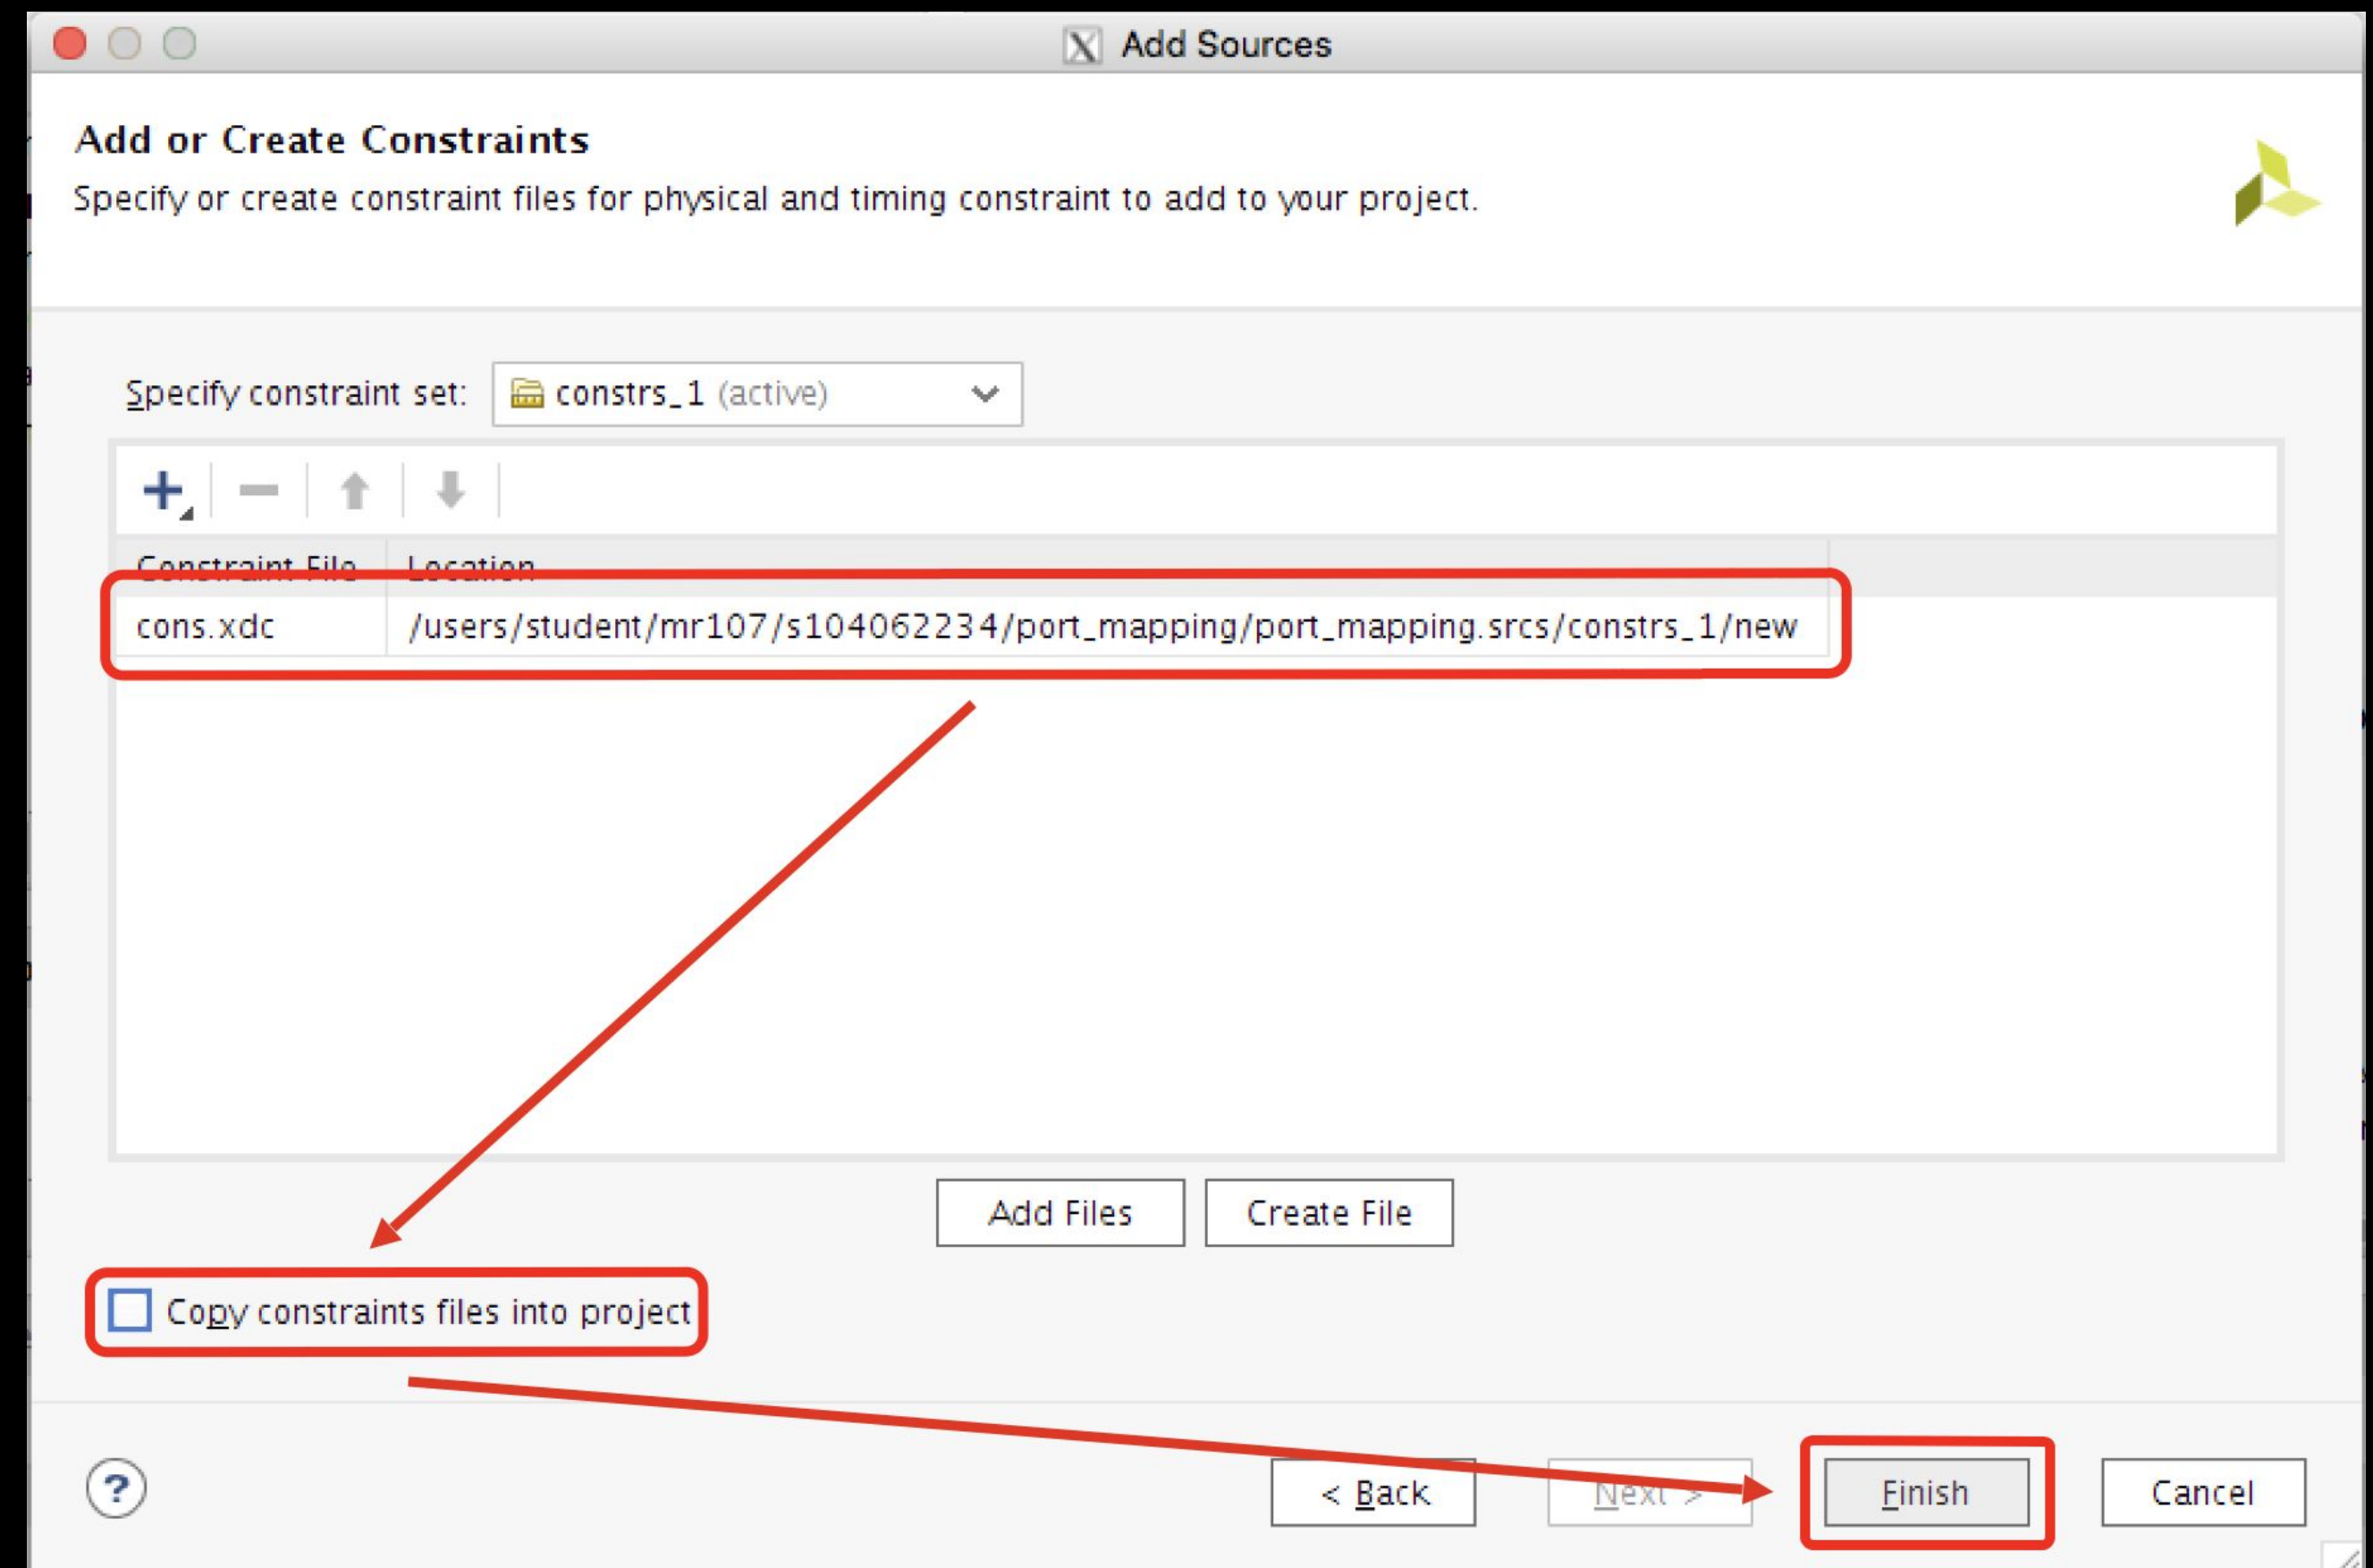 Add Sources
Add or Create Constraints
Specify or create constraint files for physical and timing constraint to add to your project.
Specify constraint set: constrs_1 (active)
Constraint File Location
cons.xdc /users/student/mr107/s104062234/port_mapping/port_mapping.srcs/constrs_1/new
Add Files Create File
Copy constraints files into project
? < Back Next > Finish Cancel